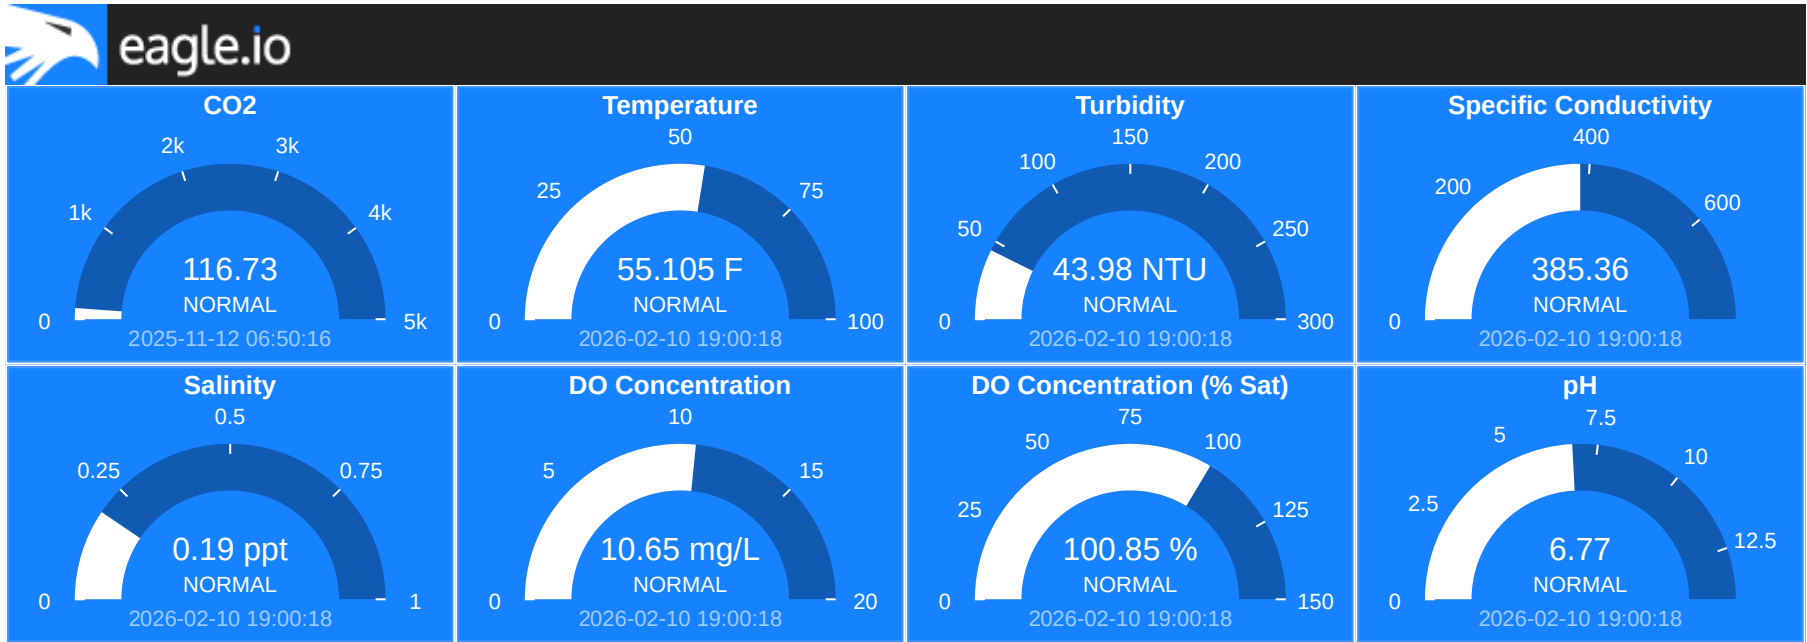 eagle.io
CO2
0
1k
2k
3k
4k
5k
116.73
NORMAL
2025-11-12 06:50:16
Temperature
0
25
50
75
100
55.105 F
NORMAL
2026-02-10 19:00:18
Turbidity
0
50
100
150
200
250
300
43.98 NTU
NORMAL
2026-02-10 19:00:18
Specific Conductivity
0
200
400
600
385.36
NORMAL
2026-02-10 19:00:18
Salinity
0
0.25
0.5
0.75
1
0.19 ppt
NORMAL
2026-02-10 19:00:18
DO Concentration
0
5
10
15
20
10.65 mg/L
NORMAL
2026-02-10 19:00:18
DO Concentration (% Sat)
0
25
50
75
100
125
150
100.85 %
NORMAL
2026-02-10 19:00:18
pH
0
2.5
5
7.5
10
12.5
6.77
NORMAL
2026-02-10 19:00:18